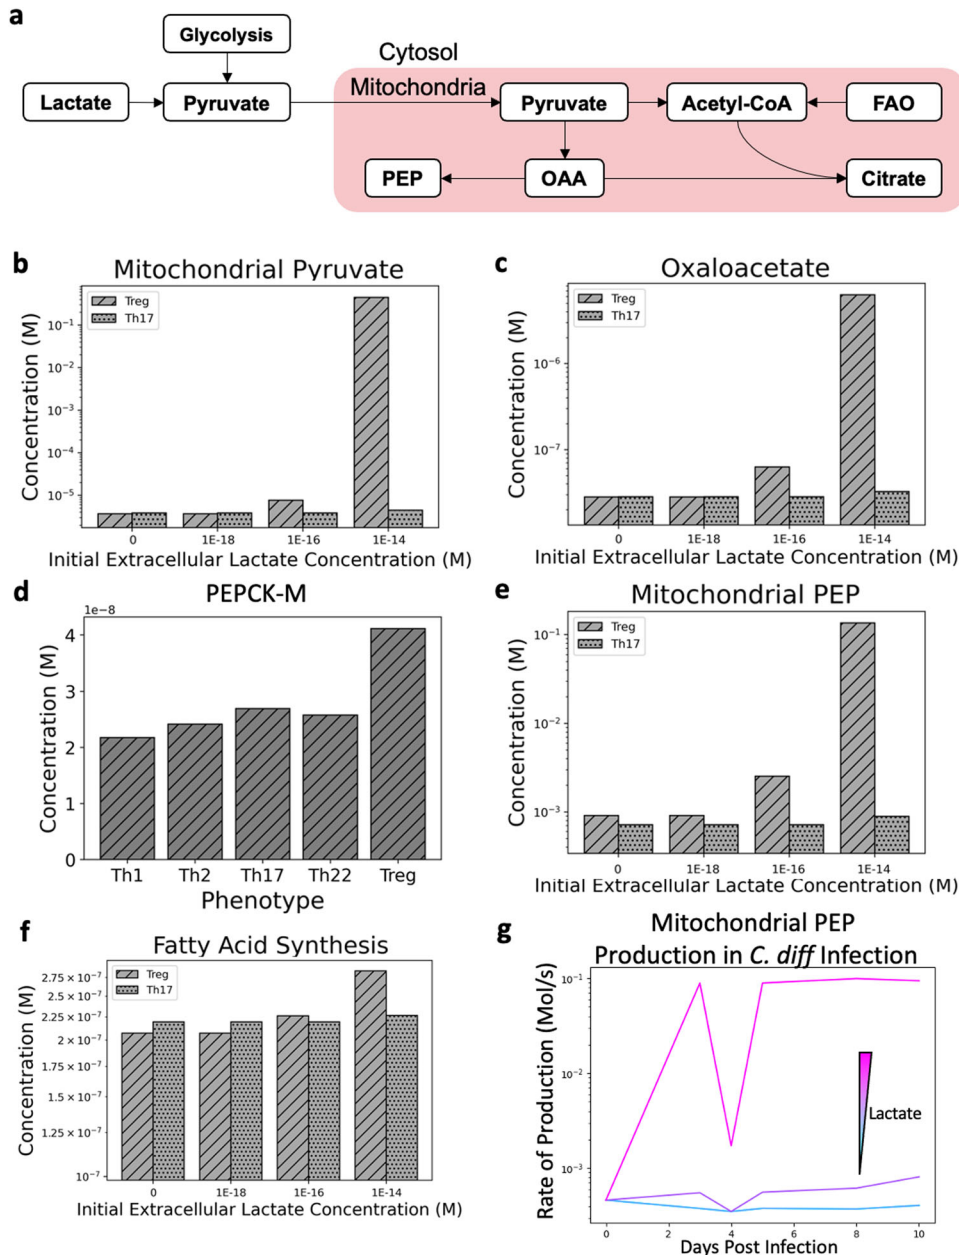 a
Glycolysis
Cytosol
Mitochondria
Lactate
Pyruvate
Pyruvate
Acetyl-CoA
FAO
PEP
OAA
Citrate
b
Mitochondrial Pyruvate
Treg
Th17
Concentration (M)
10⁻¹
10⁻²
10⁻³
10⁻⁴
10⁻⁵
0
1E-18
1E-16
1E-14
Initial Extracellular Lactate Concentration (M)
c
Oxaloacetate
Treg
Th17
Concentration (M)
10⁻⁶
10⁻⁷
0
1E-18
1E-16
1E-14
Initial Extracellular Lactate Concentration (M)
d
PEPCK-M
1e-8
Concentration (M)
4
3
2
1
0
Th1
Th2
Th17
Th22
Treg
Phenotype
e
Mitochondrial PEP
Treg
Th17
Concentration (M)
10⁻¹
10⁻²
10⁻³
0
1E-18
1E-16
1E-14
Initial Extracellular Lactate Concentration (M)
f
Fatty Acid Synthesis
Treg
Th17
Concentration (M)
2.75 × 10⁻⁷
2.5 × 10⁻⁷
2.25 × 10⁻⁷
2 × 10⁻⁷
1.75 × 10⁻⁷
1.5 × 10⁻⁷
1.25 × 10⁻⁷
10⁻⁷
0
1E-18
1E-16
1E-14
Initial Extracellular Lactate Concentration (M)
g
Mitochondrial PEP
Production in C. diff Infection
Rate of Production (Mol/s)
10⁻¹
10⁻²
10⁻³
Lactate
0
2
4
6
8
10
Days Post Infection